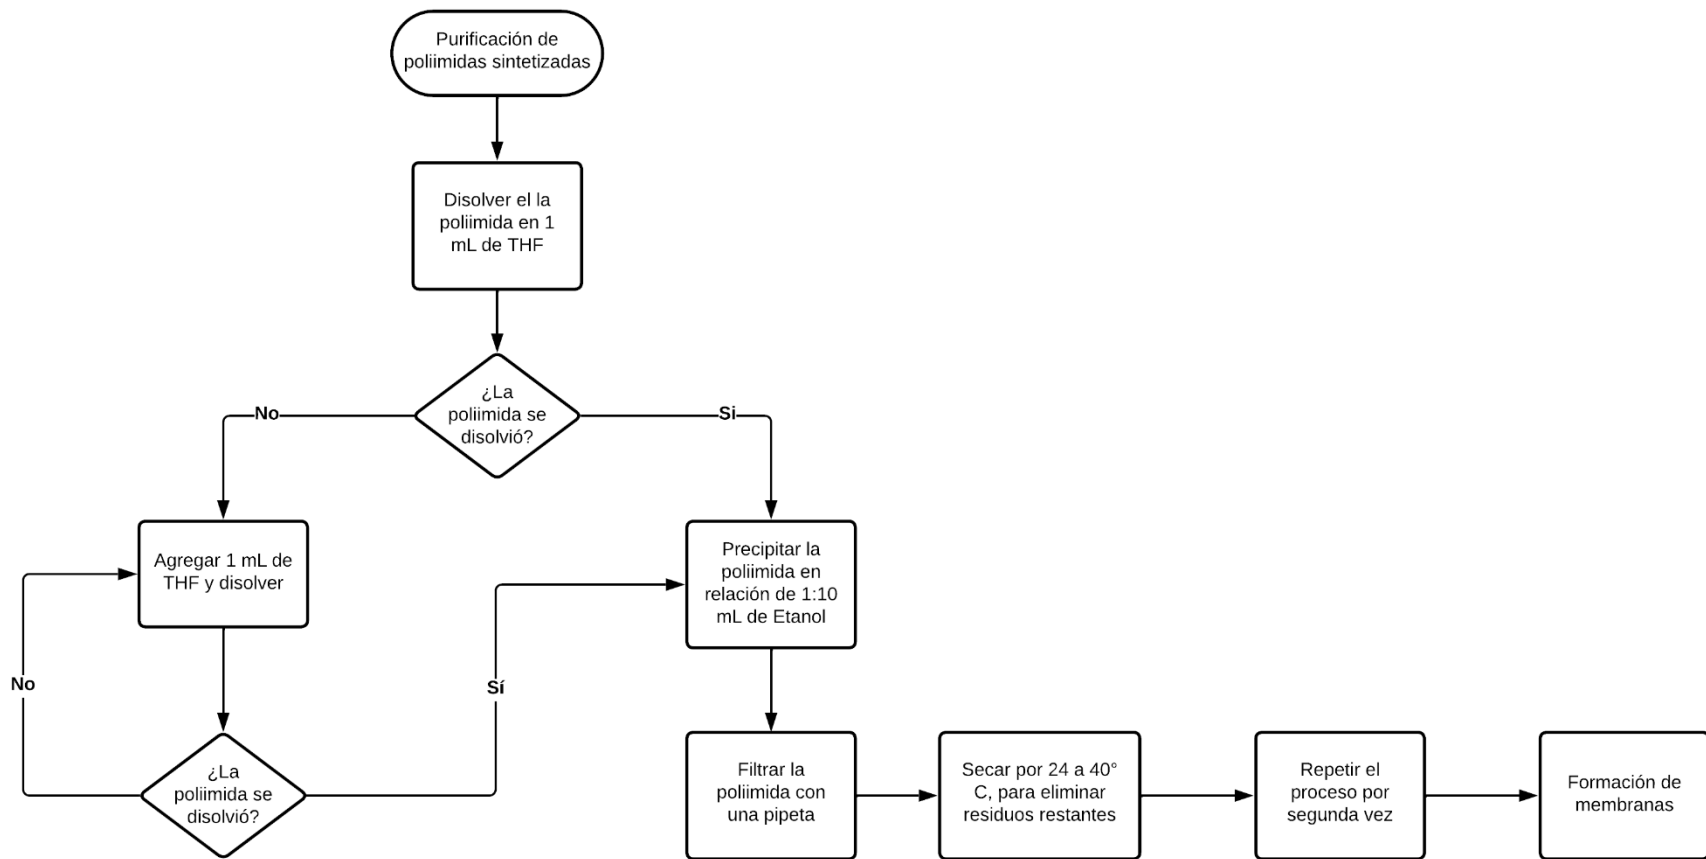 Purificación de
poliimidas sintetizadas
Disolver el la
poliimida en 1
mL de THF
¿La
poliimida se
disolvió?
No
Si
Agregar 1 mL de
THF y disolver
Precipitar la
poliimida en
relación de 1:10
mL de Etanol
No
Sí
¿La
poliimida se
disolvió?
Filtrar la
poliimida con
una pipeta
Secar por 24 a 40°
C, para eliminar
residuos restantes
Repetir el
proceso por
segunda vez
Formación de
membranas